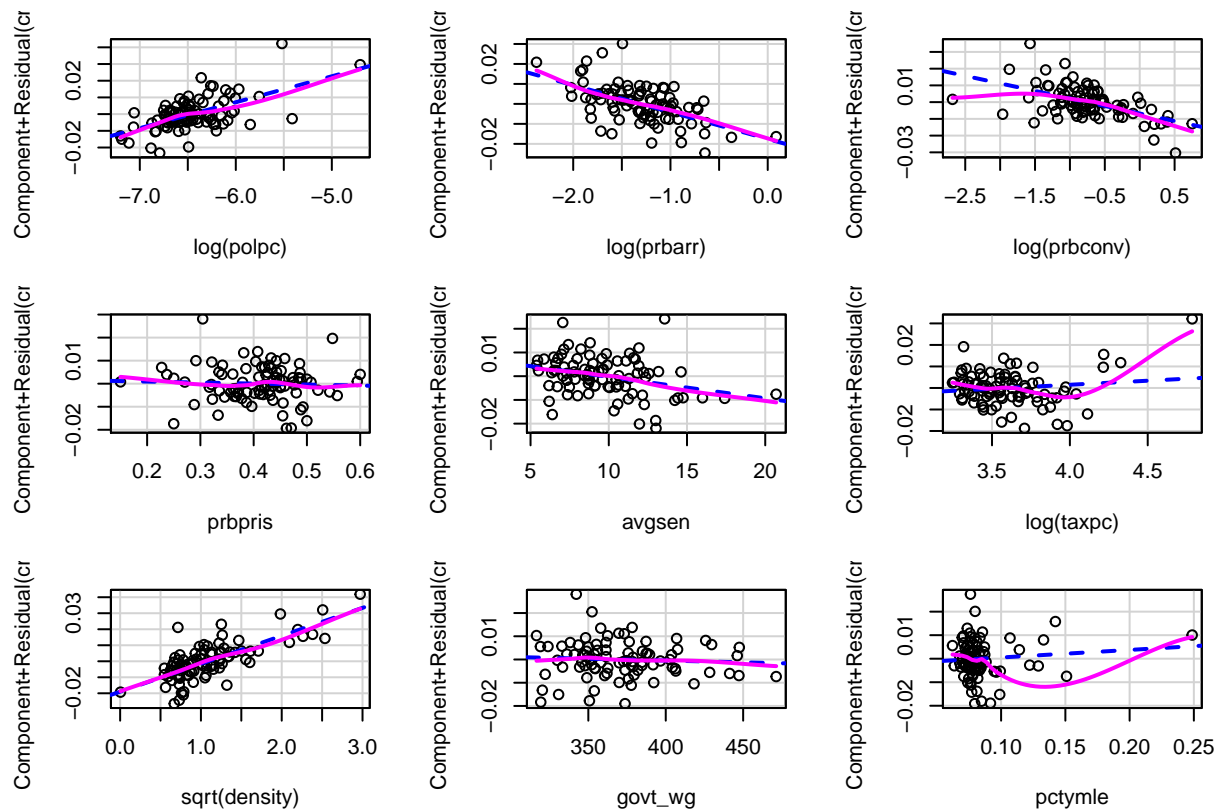 Component+Residual(cr
−0.02 0.02
−7.0 −6.0 −5.0
log(polpc)
Component+Residual(cr
−0.02 0.02
−2.0 −1.0 0.0
log(prbarr)
Component+Residual(cr
−0.03 0.01
−2.5 −1.5 −0.5 0.5
log(prbconv)
Component+Residual(cr
−0.02 0.01
0.2 0.3 0.4 0.5 0.6
prbpris
Component+Residual(cr
−0.02 0.01
5 10 15 20
avgsen
Component+Residual(cr
−0.02 0.02
3.5 4.0 4.5
log(taxpc)
Component+Residual(cr
−0.02 0.03
0.0 1.0 2.0 3.0
sqrt(density)
Component+Residual(cr
−0.02 0.01
350 400 450
govt_wg
Component+Residual(cr
−0.02 0.01
0.10 0.15 0.20 0.25
pctymle